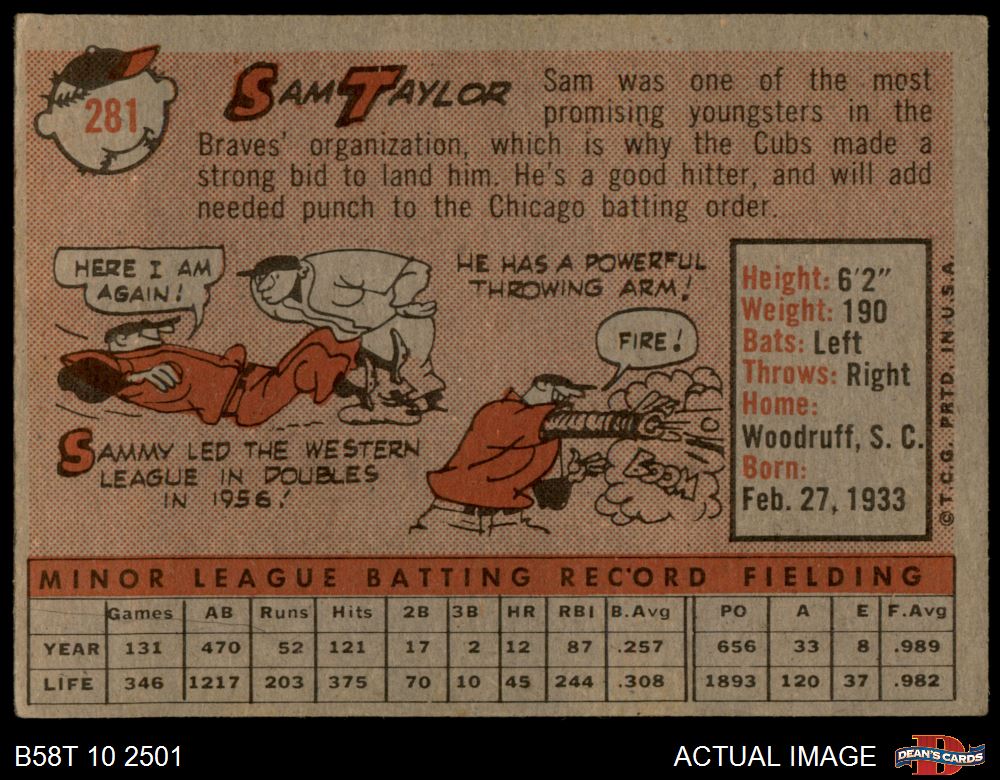 281
SAM TAYLOR
Sam was one of the most
promising youngsters in the
Braves' organization, which is why the Cubs made a
strong bid to land him. He's a good hitter, and will add
needed punch to the Chicago batting order.
HERE I AM
AGAIN!
SAMMY LED THE WESTERN
LEAGUE IN DOUBLES
IN 1956!
HE HAS A POWERFUL
THROWING ARM!
FIRE!
BOOM
Height: 6'2"
Weight: 190
Bats: Left
Throws: Right
Home:
Woodruff, S. C.
Born:
Feb. 27, 1933
© T.C.G. PRTD. IN U.S.A.
MINOR LEAGUE BATTING RECORD FIELDING
Games AB Runs Hits 2B 3B HR RBI B.Avg PO A E F.Avg
YEAR 131 470 52 121 17 2 12 87 .257 656 33 8 .989
LIFE 346 1217 203 375 70 10 45 244 .308 1893 120 37 .982
B58T 10 2501
ACTUAL IMAGE
DEAN'S CARDS